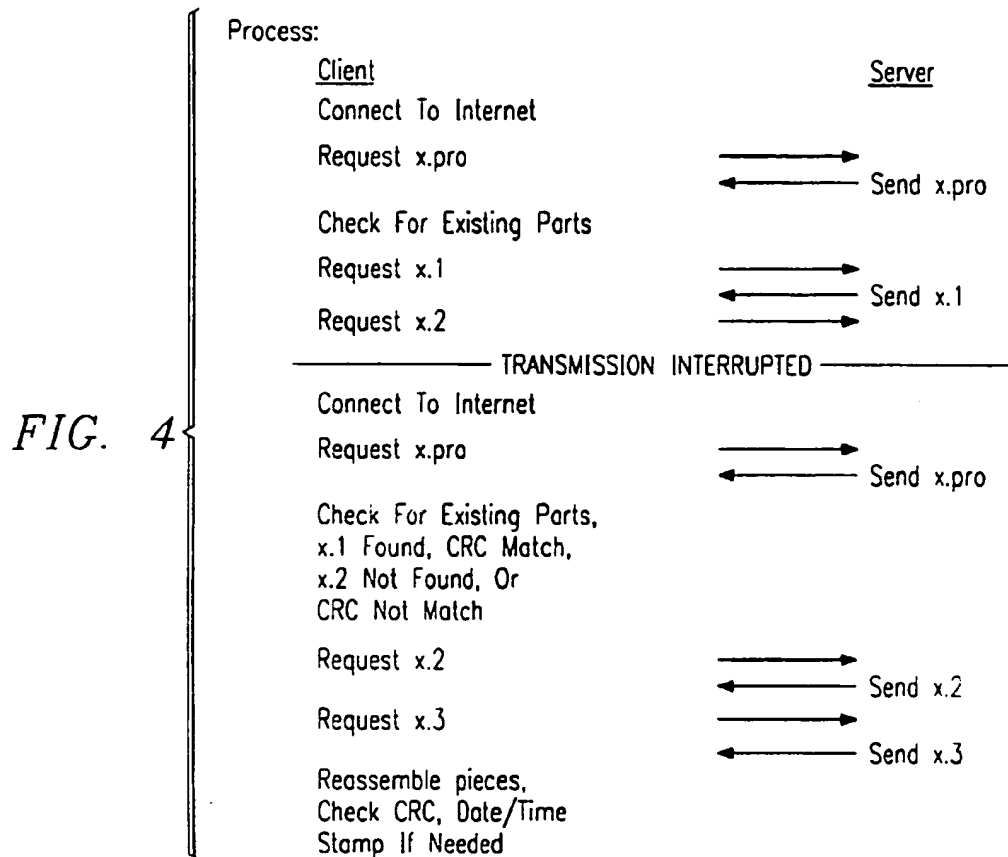 Process:
Client Server
Connect To Internet
Request x.pro
Send x.pro
Check For Existing Parts
Request x.1
Send x.1
Request x.2
TRANSMISSION INTERRUPTED
Connect To Internet
FIG. 4
Request x.pro
Send x.pro
Check For Existing Parts,
x.1 Found, CRC Match,
x.2 Not Found, Or
CRC Not Match
Request x.2
Send x.2
Request x.3
Send x.3
Reassemble pieces,
Check CRC, Date/Time
Stamp If Needed